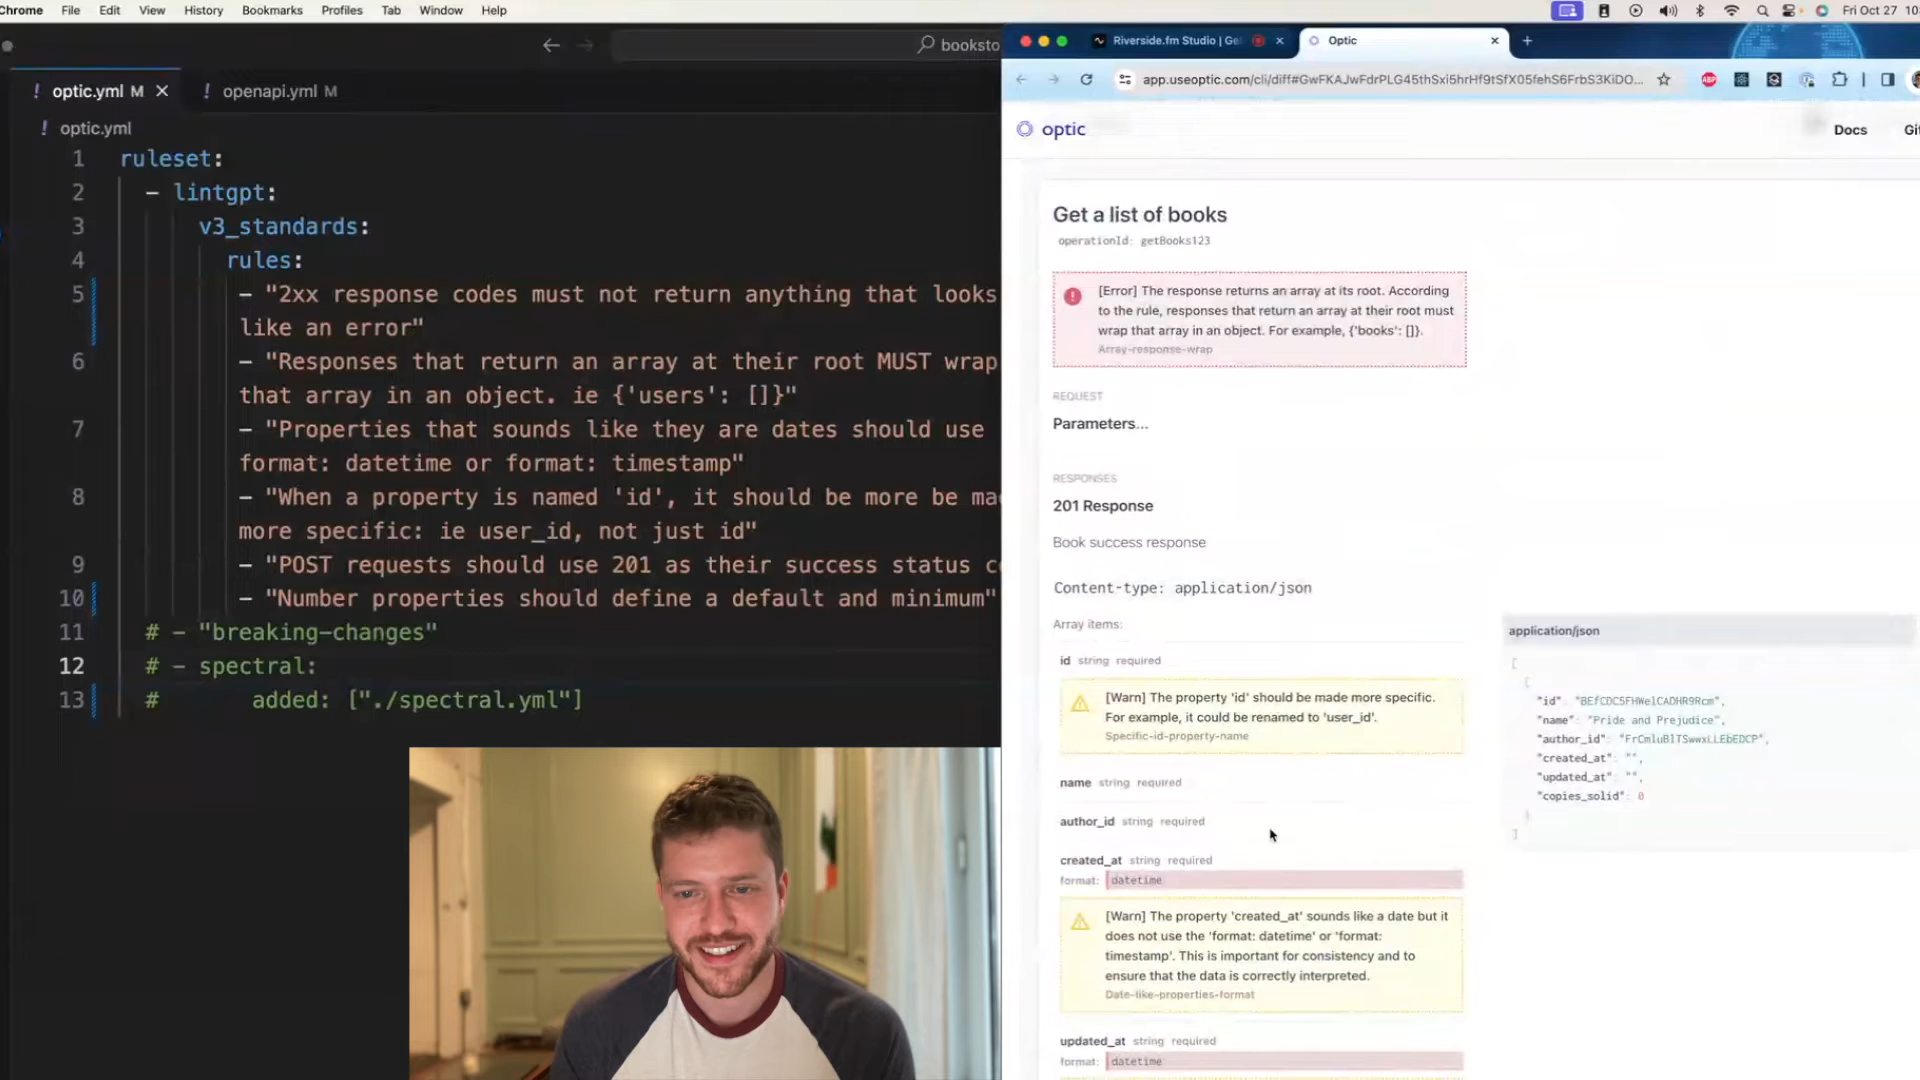 Chrome File Edit View History Bookmarks Profiles Tab Window Help Fri Oct 27
booksto
Riverside.fm Studio | Optic
optic.yml M openapi.yml M
app.useoptic.com/cli/diff#
optic.yml
optic Docs
1 ruleset:
2 - lintgpt:
3 v3_standards:
4 rules:
5 - "2xx response codes must not return anything that looks
like an error"
6 - "Responses that return an array at their root MUST wrap
that array in an object. ie {'users': []}"
7 - "Properties that sounds like they are dates should use
format: datetime or format: timestamp"
8 - "When a property is named 'id', it should be more be ma
more specific: ie user_id, not just id"
9 - "POST requests should use 201 as their success status
10 - "Number properties should define a default and minimum"
11 # - "breaking-changes"
12 # - spectral:
13 # added: ["./spectral.yml"]
Get a list of books
operationId: getBooks123
[Error] The response returns an array at its root. According
to the rule, responses that return an array at their root must
wrap that array in an object. For example, {'books': []}.
Array-response-wrap
REQUEST
Parameters...
RESPONSES
201 Response
Book success response
Content-type: application/json
Array items:
id string required
[Warn] The property 'id' should be made more specific.
For example, it could be renamed to 'user_id'.
Specific-id-property-name
name string required
author_id string required
created_at string required
format: datetime
[Warn] The property 'created_at' sounds like a date but it
does not use the 'format: datetime' or 'format:
timestamp'. This is important for consistency and to
ensure that the data is correctly interpreted.
Date-like-properties-format
updated_at string required
format: datetime
application/json
[
{
"id":
"name": "Pride and Prejudice",
"author_id":
"created_at": "",
"updated_at": "",
"copies_solid": 0
}
]